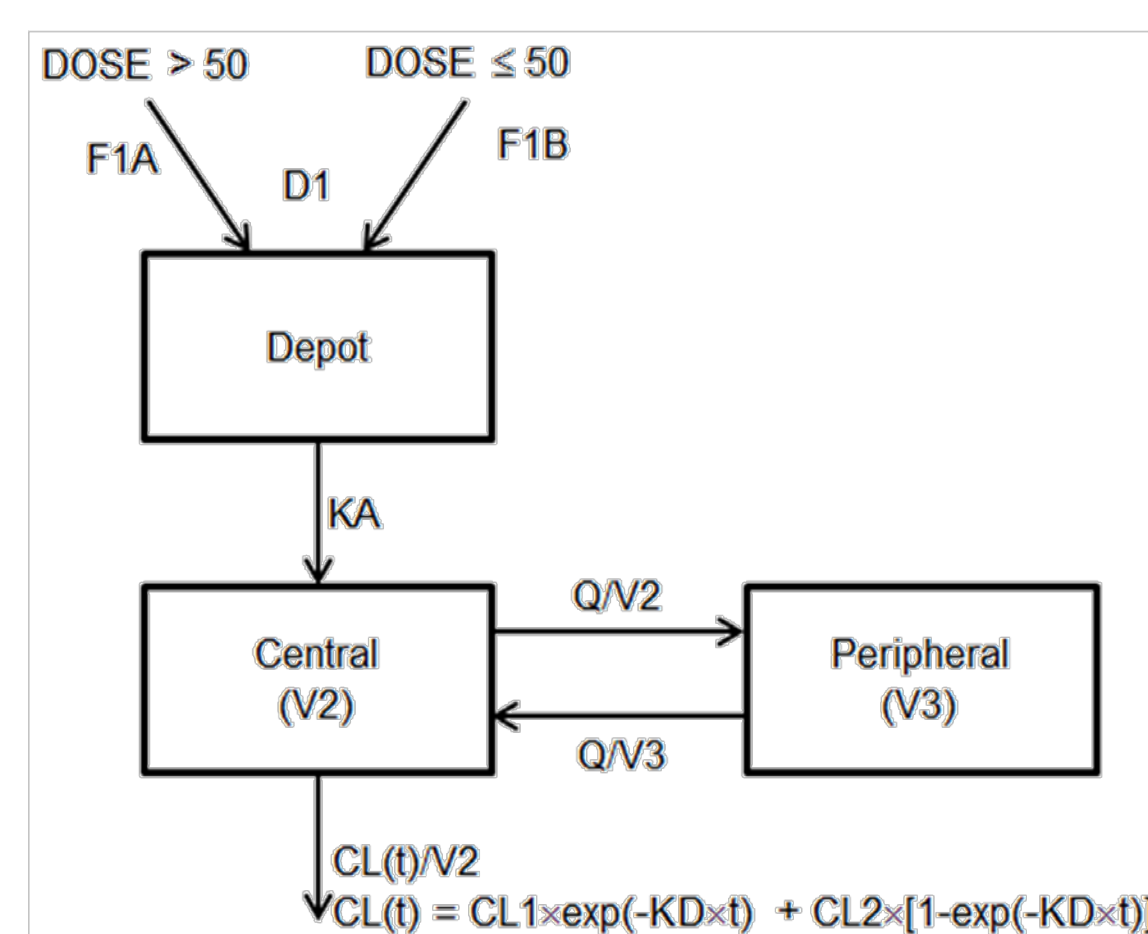 DOSE > 50
DOSE ≤ 50
F1A
F1B
D1
Depot
KA
Q/V2
Central
(V2)
Peripheral
(V3)
Q/V3
CL(t)/V2
CL(t) = CL1×exp(-KD×t) + CL2×[1-exp(-KD×t)]